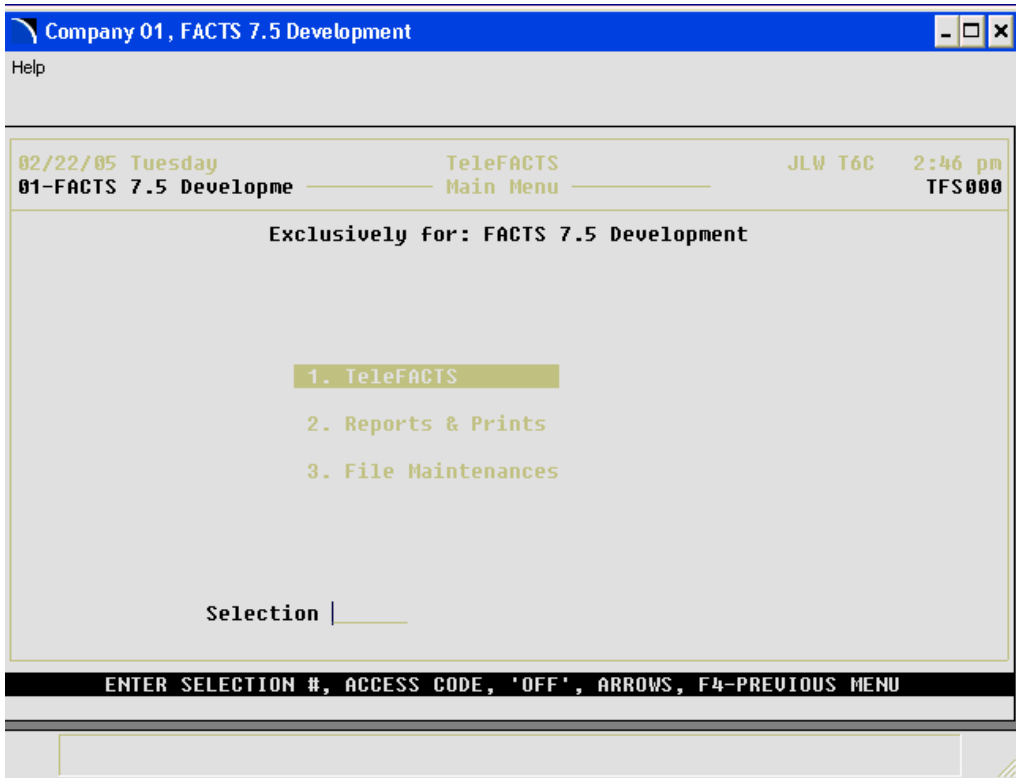 Company 01, FACTS 7.5 Development
Help
02/22/05 Tuesday TeleFACTS JLW T6C 2:46 pm
01-FACTS 7.5 Developme Main Menu TFS000
Exclusively for: FACTS 7.5 Development
1. TeleFACTS
2. Reports & Prints
3. File Maintenances
Selection
ENTER SELECTION #, ACCESS CODE, 'OFF', ARROWS, F4-PREVIOUS MENU